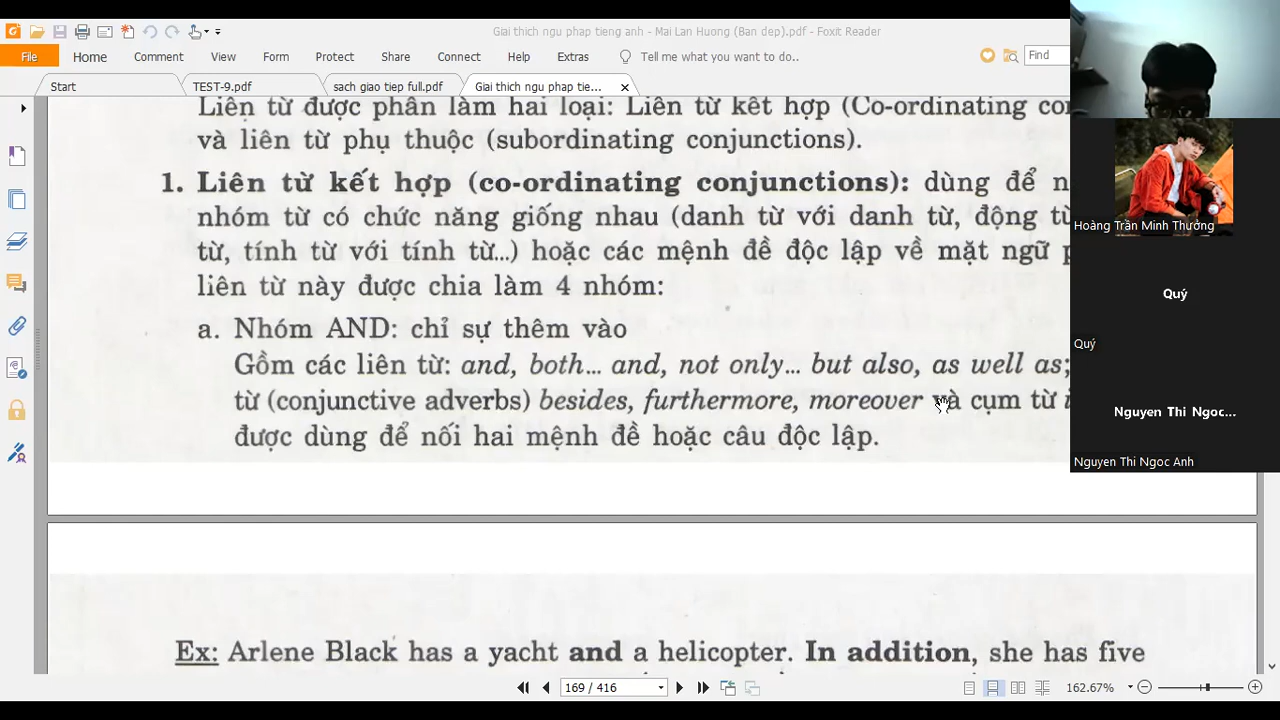 Giai thich ngu phap tieng anh - Mai Lan Huong (Ban dep).pdf - Foxit Reader
File Home Comment View Form Protect Share Connect Help Extras Tell me what you want to do.. Find
Start TEST-9.pdf sach giao tiep full.pdf Giai thich ngu phap tie...
Liên từ được phân làm hai loại: Liên từ kết hợp (Co-ordinating
và liên từ phụ thuộc (subordinating conjunctions).
1. Liên từ kết hợp (co-ordinating conjunctions): dùng để
nhóm từ có chức năng giống nhau (danh từ với danh từ, động
từ, tính từ với tính từ...) hoặc các mệnh đề độc lập về mặt ngữ
liên từ này được chia làm 4 nhóm:
a. Nhóm AND: chỉ sự thêm vào
Gồm các liên từ: and, both... and, not only... but also, as well as;
từ (conjunctive adverbs) besides, furthermore, moreover và cụm từ
được dùng để nối hai mệnh đề hoặc câu độc lập.
Ex: Arlene Black has a yacht and a helicopter. In addition, she has five
169 / 416
162.67%
Hoàng Trần Minh Thưởng
Quý
Quý
Nguyen Thi Ngoc...
Nguyen Thi Ngoc Anh